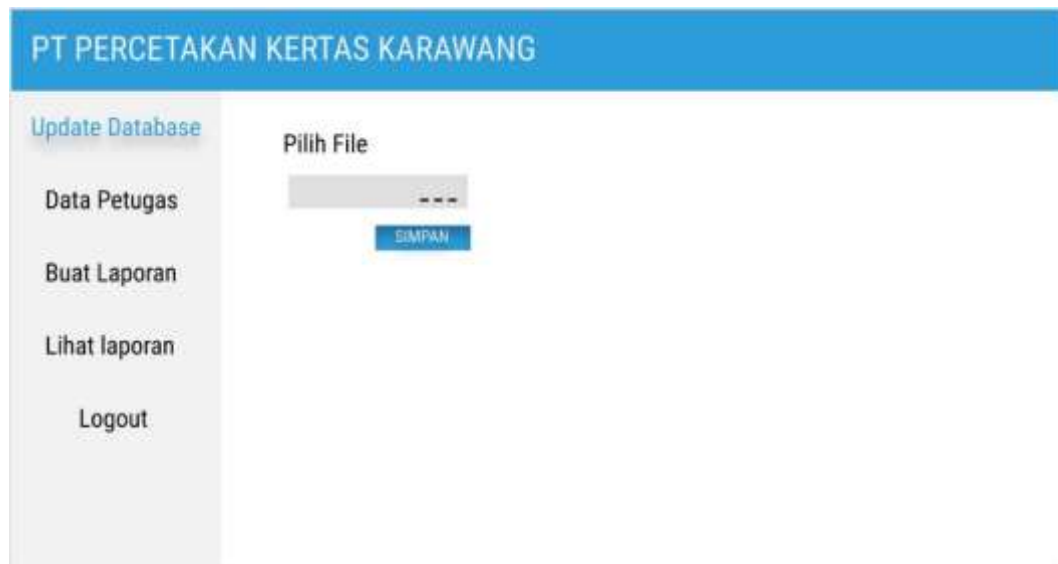 PT PERCETAKAN KERTAS KARAWANG
Update Database
Data Petugas
Buat Laporan
Lihat laporan
Logout
Pilih File
---
SIMPAN